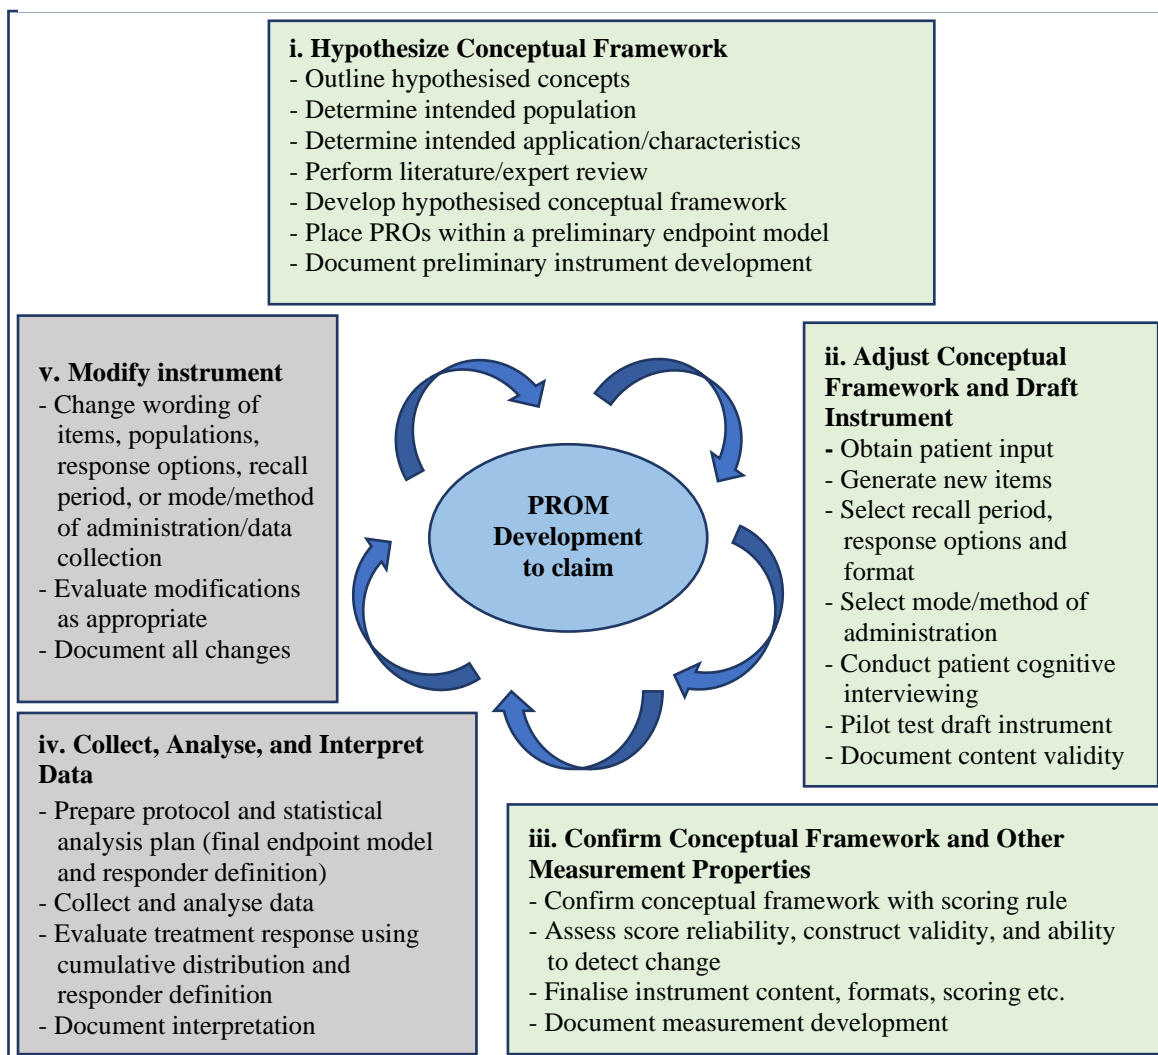 i. Hypothesize Conceptual Framework
- Outline hypothesised concepts
- Determine intended population
- Determine intended application/characteristics
- Perform literature/expert review
- Develop hypothesised conceptual framework
- Place PROs within a preliminary endpoint model
- Document preliminary instrument development
ii. Adjust Conceptual
Framework and Draft
Instrument
- Obtain patient input
- Generate new items
- Select recall period,
response options and
format
- Select mode/method of
administration
- Conduct patient cognitive
interviewing
- Pilot test draft instrument
- Document content validity
iii. Confirm Conceptual Framework and Other
Measurement Properties
- Confirm conceptual framework with scoring rule
- Assess score reliability, construct validity, and ability
to detect change
- Finalise instrument content, formats, scoring etc.
- Document measurement development
iv. Collect, Analyse, and Interpret
Data
- Prepare protocol and statistical
analysis plan (final endpoint model
and responder definition)
- Collect and analyse data
- Evaluate treatment response using
cumulative distribution and
responder definition
- Document interpretation
v. Modify instrument
- Change wording of
items, populations,
response options, recall
period, or mode/method
of administration/data
collection
- Evaluate modifications
as appropriate
- Document all changes
PROM
Development
to claim